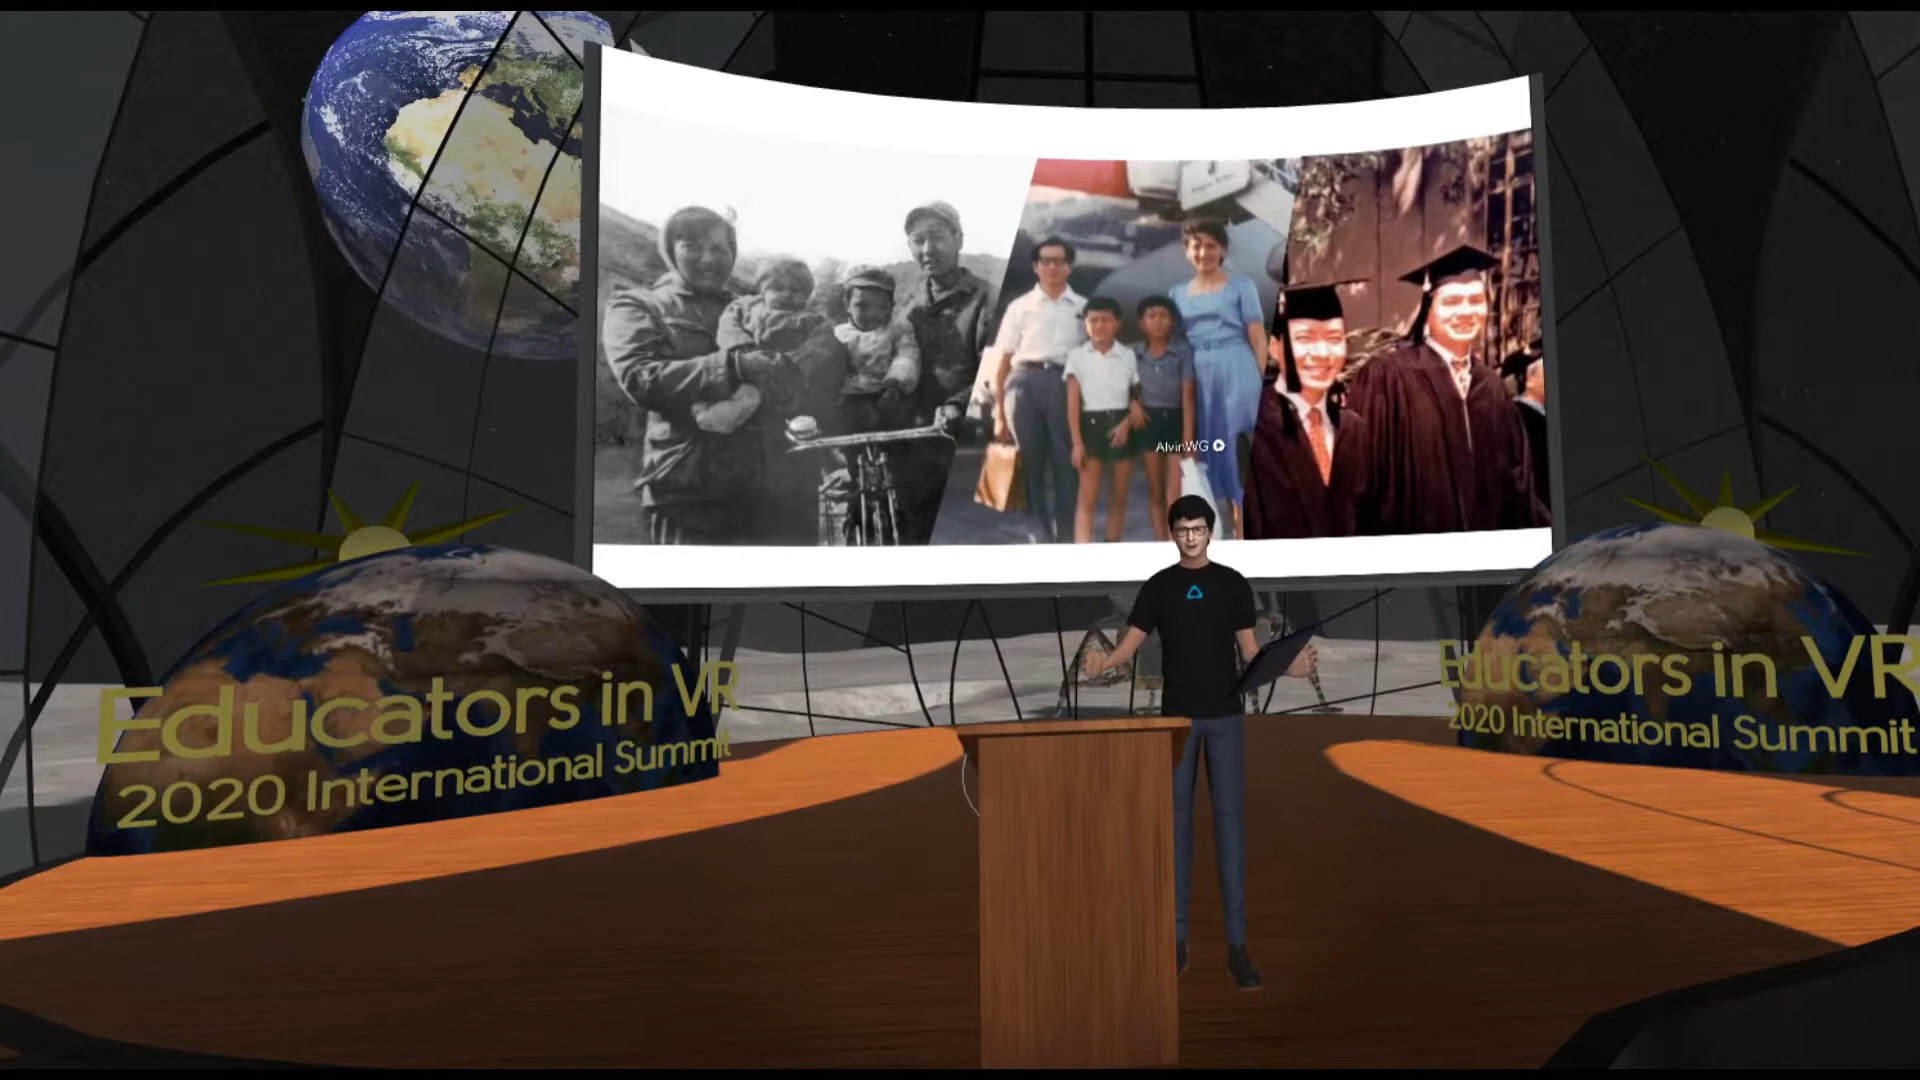 AlvinWG
Educators in VR
2020 International Summit
Educators in VR
2020 International Summit